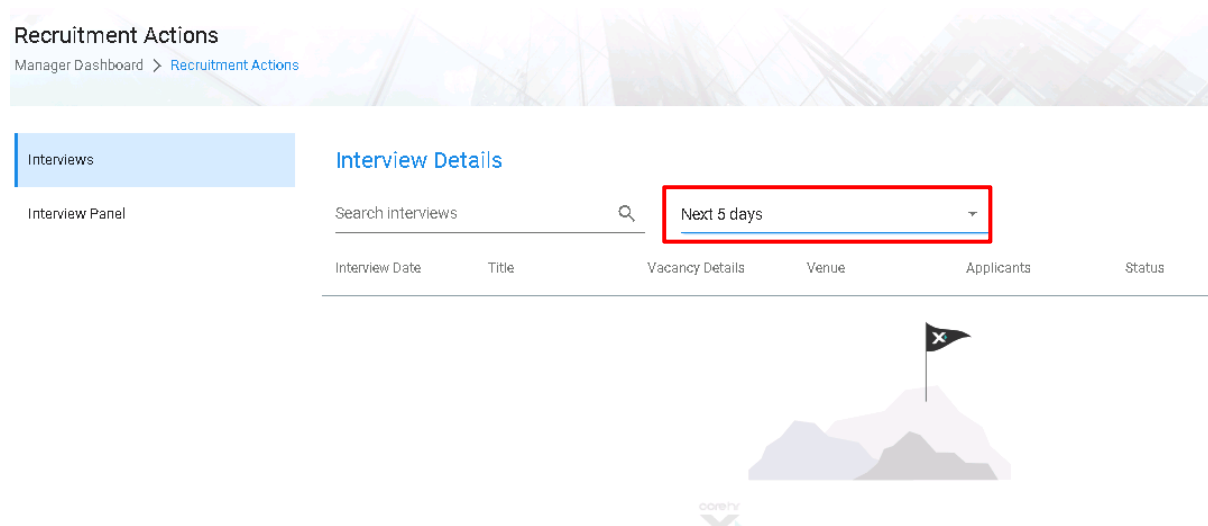 Recruitment Actions
Manager Dashboard > Recruitment Actions
Interviews
Interview Panel
Interview Details
Search interviews
Next 5 days
Interview Date Title Vacancy Details Venue Applicants Status
X